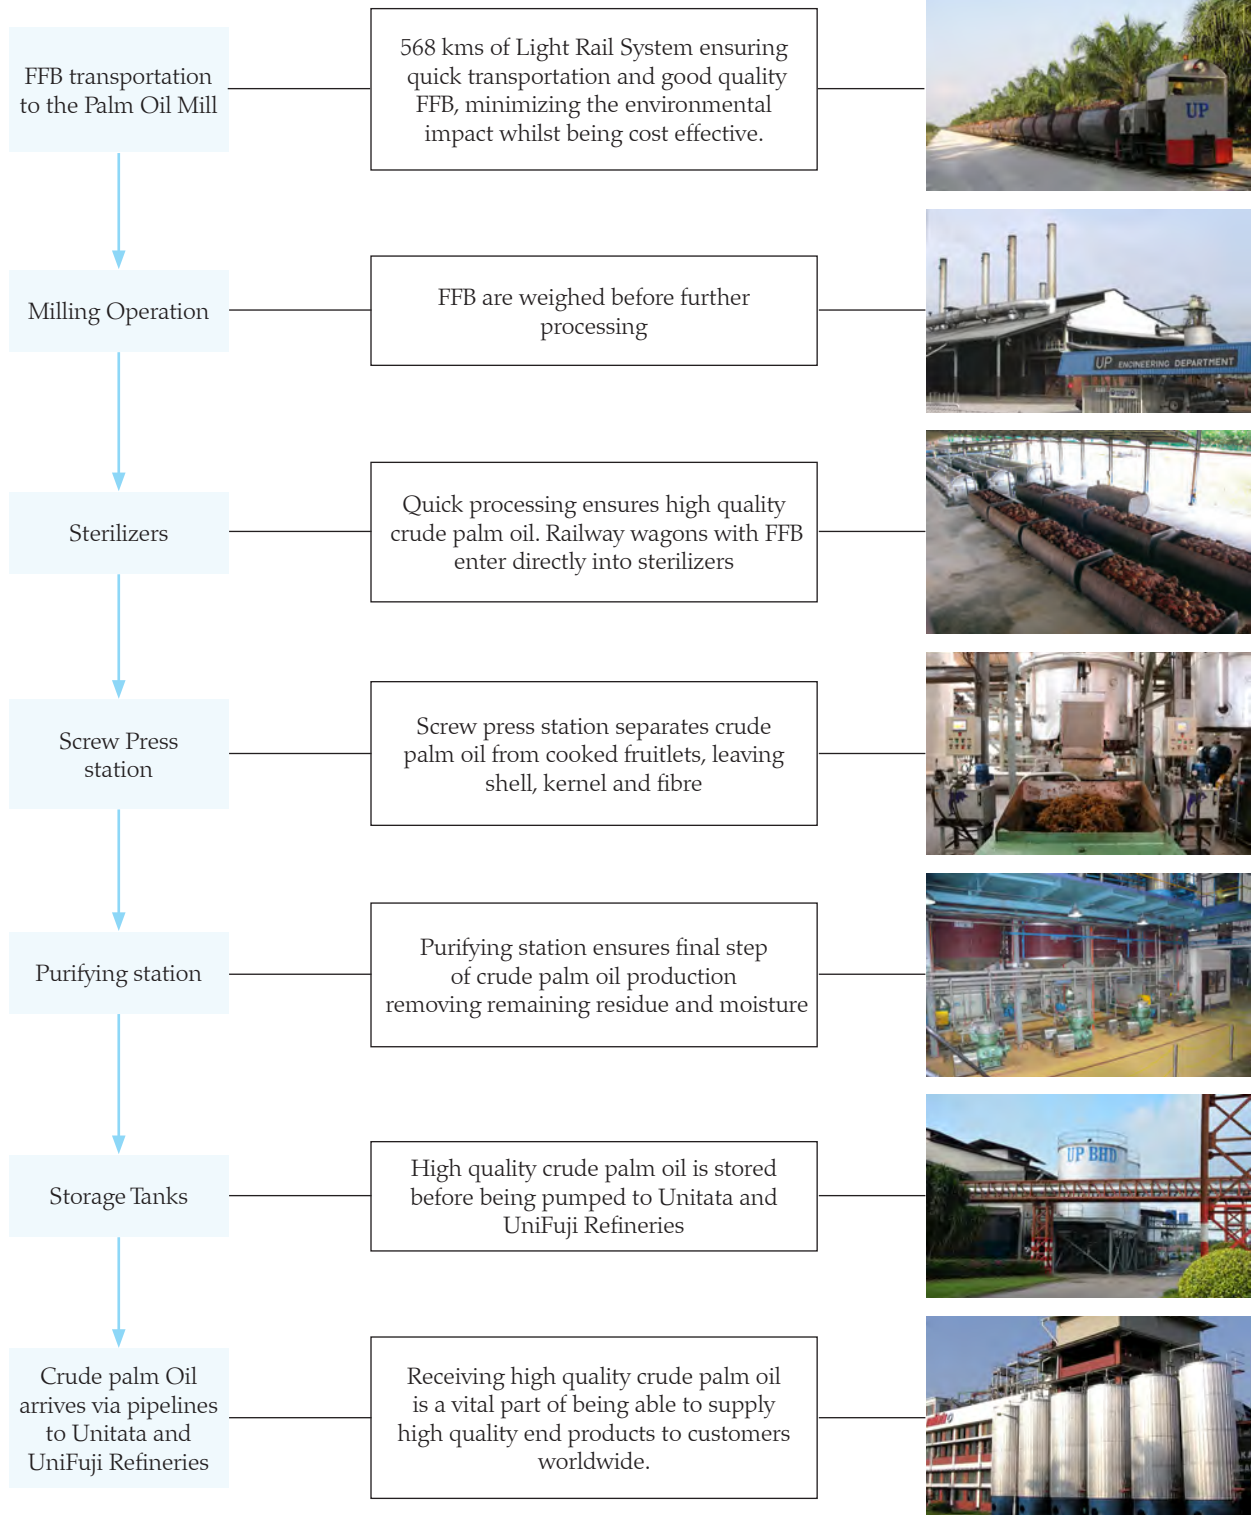 FFB transportation
to the Palm Oil Mill
568 kms of Light Rail System ensuring
quick transportation and good quality
FFB, minimizing the environmental
impact whilst being cost effective.
UP
Milling Operation
FFB are weighed before further
processing
UP ENGINEERING DEPARTMENT
Sterilizers
Quick processing ensures high quality
crude palm oil. Railway wagons with FFB
enter directly into sterilizers
Screw Press
station
Screw press station separates crude
palm oil from cooked fruitlets, leaving
shell, kernel and fibre
Purifying station
Purifying station ensures final step
of crude palm oil production
removing remaining residue and moisture
Storage Tanks
High quality crude palm oil is stored
before being pumped to Unitata and
UniFuji Refineries
UP BHD
Crude palm Oil
arrives via pipelines
to Unitata and
UniFuji Refineries
Receiving high quality crude palm oil
is a vital part of being able to supply
high quality end products to customers
worldwide.